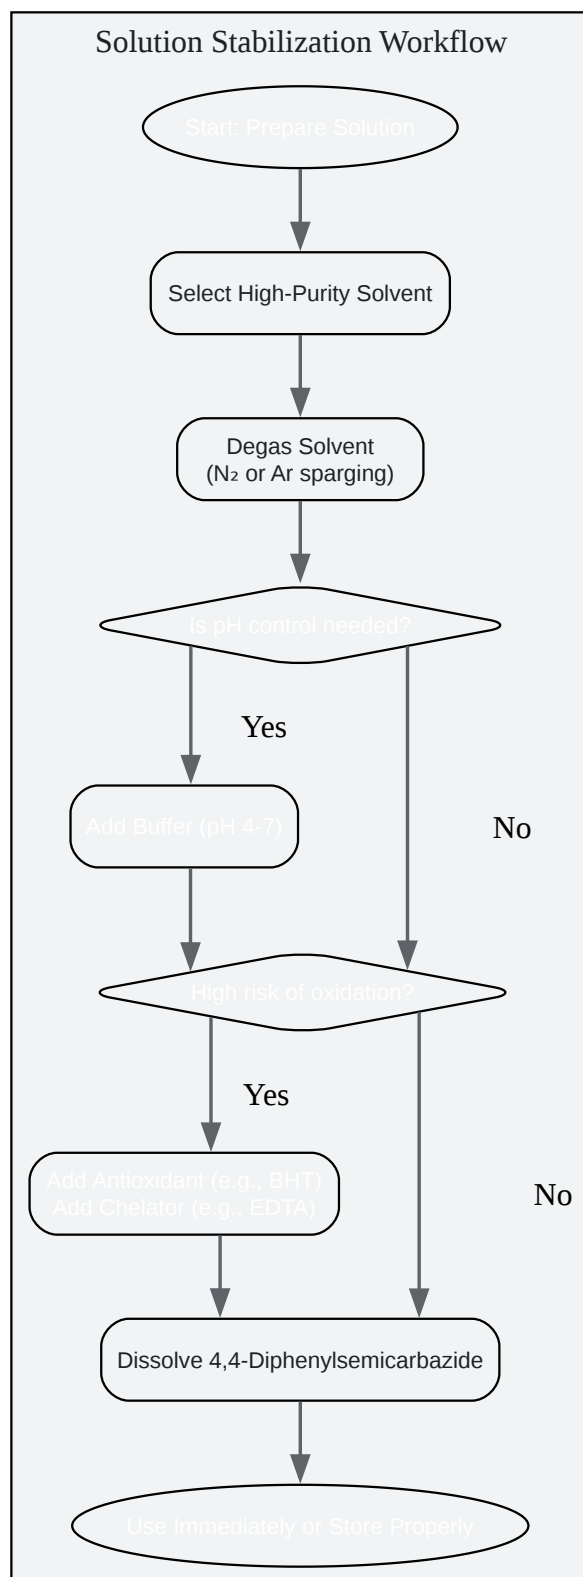 Solution Stabilization Workflow
Start: Prepare Solution
Select High-Purity Solvent
Degas Solvent
(N₂ or Ar sparging)
Is pH control needed?
Yes
Add Buffer (pH 4-7)
No
High risk of oxidation?
Yes
Add Antioxidant (e.g., BHT)
Add Chelator (e.g., EDTA)
No
Dissolve 4,4-Diphenylsemicarbazide
Use Immediately or Store Properly